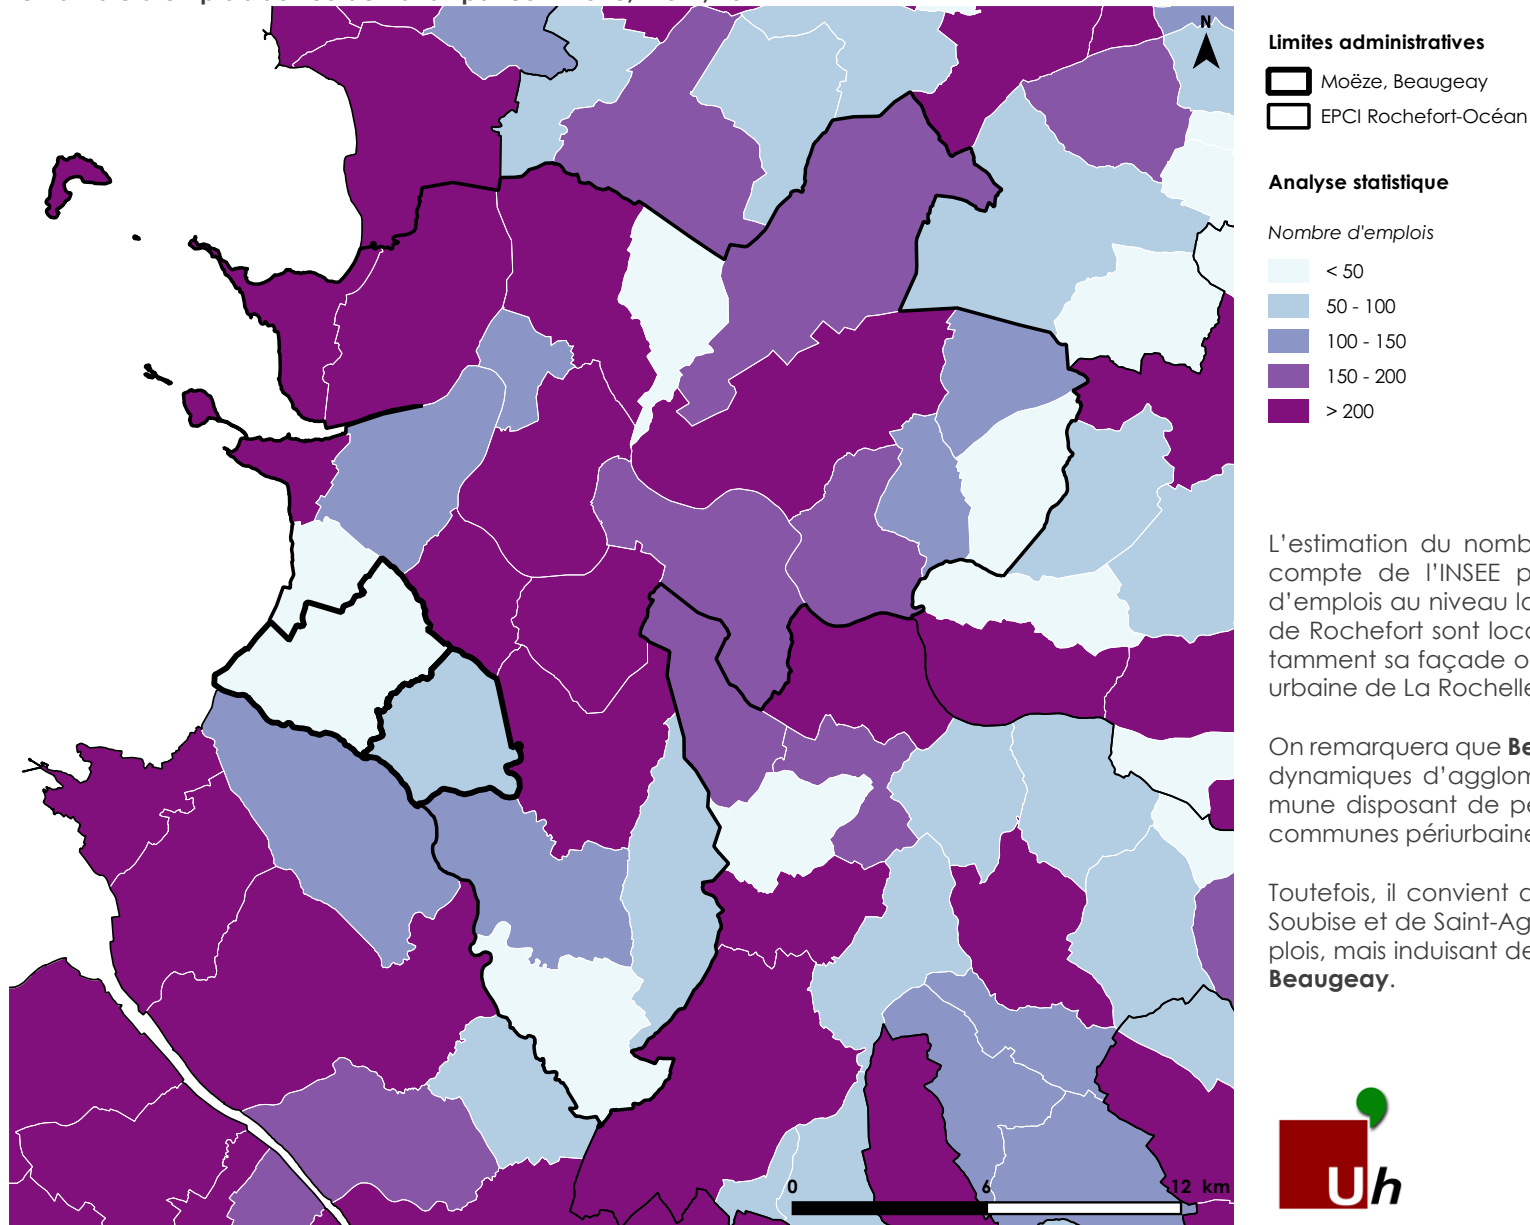 N
Limites administratives
Moëze, Beaugeay
EPCI Rochefort-Océan
Analyse statistique
Nombre d'emplois
< 50
50 - 100
100 - 150
150 - 200
> 200
L'estimation du nomb
compte de l'INSEE p
d'emplois au niveau lo
de Rochefort sont loca
tamment sa façade o
urbaine de La Rochelle
On remarquera que Be
dynamiques d'agglom
mune disposant de pe
communes périurbaine
Toutefois, il convient d
Soubise et de Saint-Ag
plois, mais induisant de
Beaugeay.
0 6 12 km
Uh